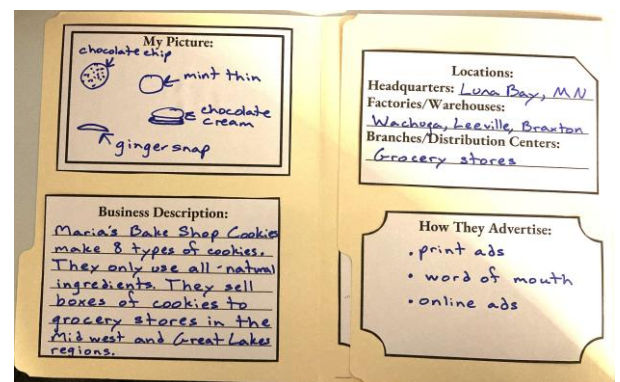 My Picture:
chocolate chip
mint thin
chocolate
cream
gingersnap
Business Description:
Maria's Bake Shop Cookies
make 8 types of cookies.
They only use all-natural
ingredients. They sell
boxes of cookies to
grocery stores in the
Midwest and Great Lakes
regions.
Locations:
Headquarters: Luna Bay, MN
Factories/Warehouses:
Wachuga, Leeville, Braxton
Branches/Distribution Centers:
Grocery stores
How They Advertise:
• print ads
• word of mouth
• online ads